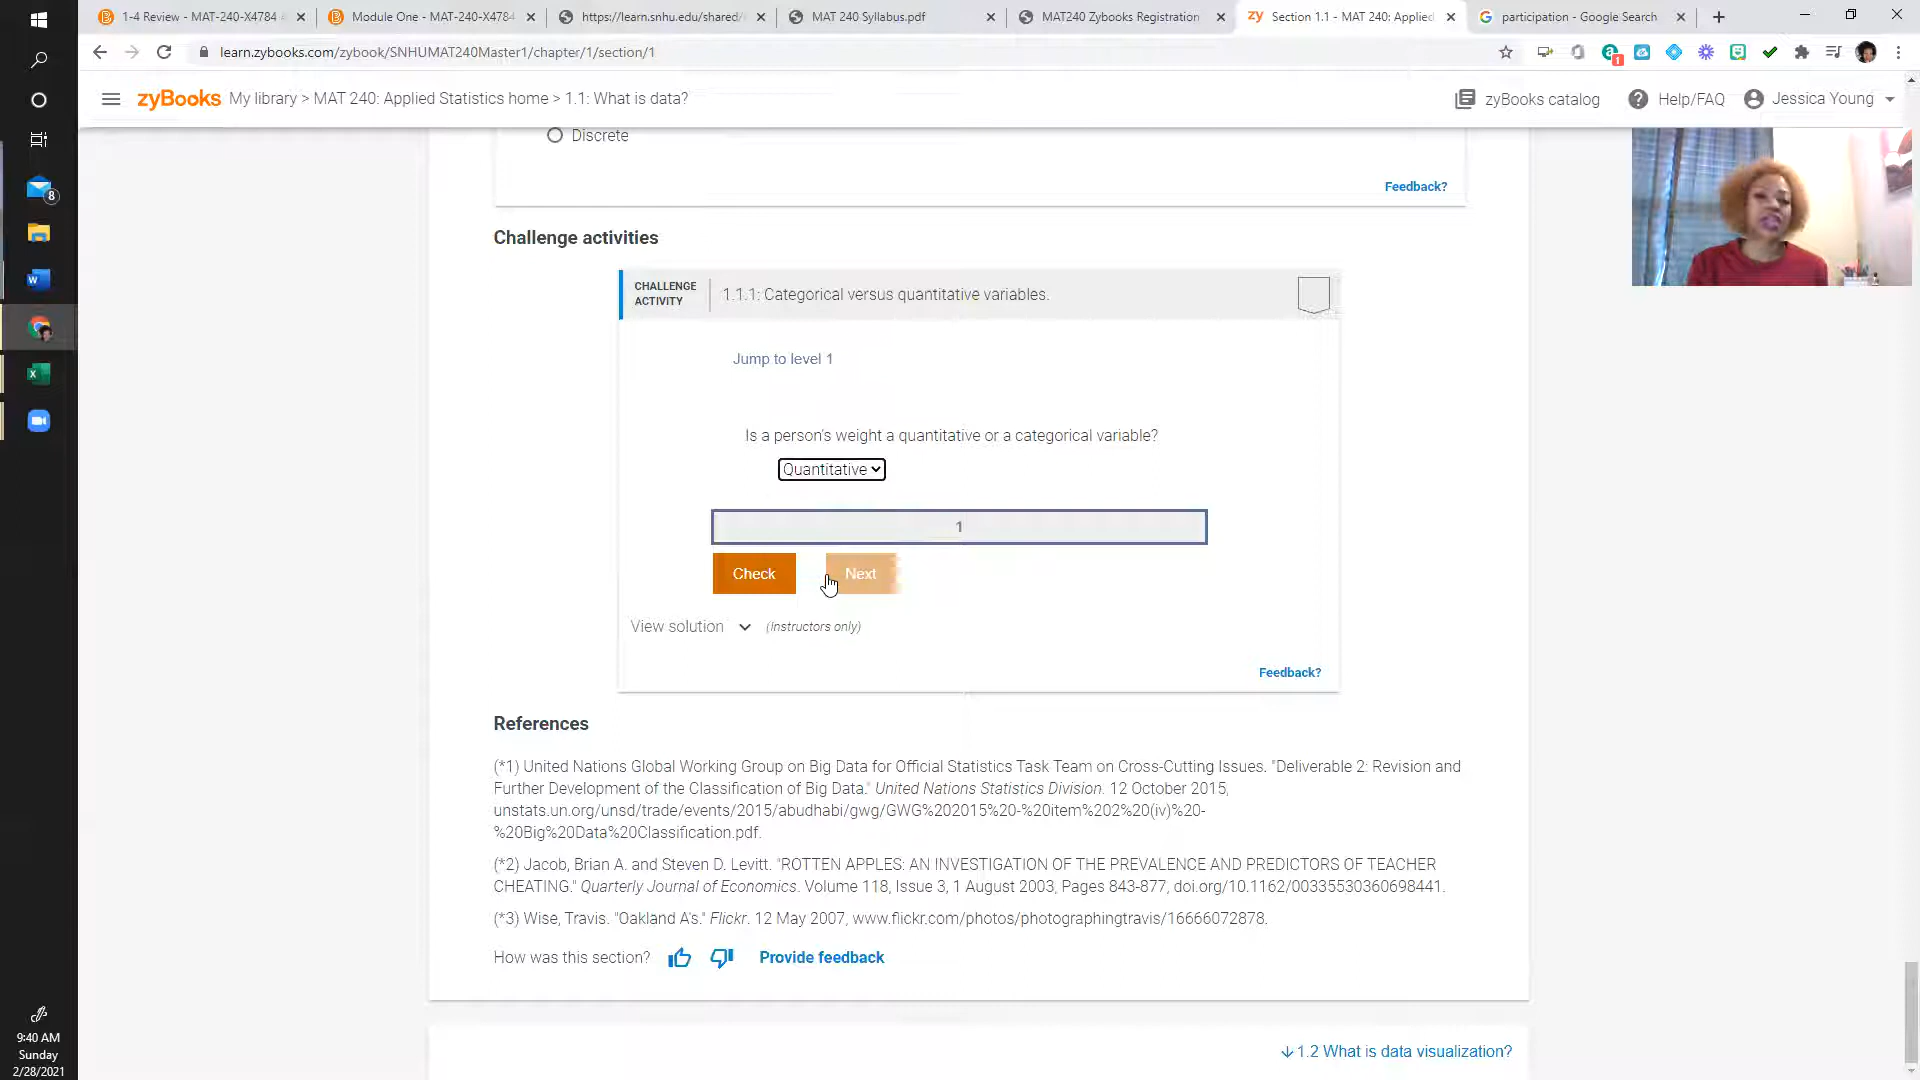 1-4 Review - MAT-240-X4784
Module One - MAT-240-X4784
https://learn.snhu.edu/shared/
MAT 240 Syllabus.pdf
MAT240 Zybooks Registration
zy Section 1.1 - MAT 240: Applied
participation - Google Search
learn.zybooks.com/zybook/SNHUMAT240Master1/chapter/1/section/1
1
zyBooks My library > MAT 240: Applied Statistics home > 1.1: What is data?
zyBooks catalog
Help/FAQ
Jessica Young
8
Discrete
Feedback?
Challenge activities
CHALLENGE
ACTIVITY
1.1.1: Categorical versus quantitative variables.
Jump to level 1
Is a person's weight a quantitative or a categorical variable?
Quantitative
1
Check
Next
View solution (Instructors only)
Feedback?
References
(*1) United Nations Global Working Group on Big Data for Official Statistics Task Team on Cross-Cutting Issues. "Deliverable 2: Revision and
Further Development of the Classification of Big Data." United Nations Statistics Division. 12 October 2015,
unstats.un.org/unsd/trade/events/2015/abudhabi/gwg/GWG%202015%20-%20item%202%20(iv)%20-
%20Big%20Data%20Classification.pdf.
(*2) Jacob, Brian A. and Steven D. Levitt. "ROTTEN APPLES: AN INVESTIGATION OF THE PREVALENCE AND PREDICTORS OF TEACHER
CHEATING." Quarterly Journal of Economics. Volume 118, Issue 3, 1 August 2003, Pages 843-877, doi.org/10.1162/00335530360698441.
(*3) Wise, Travis. "Oakland A's." Flickr. 12 May 2007, www.flickr.com/photos/photographingtravis/16666072878.
How was this section?
Provide feedback
1.2 What is data visualization?
9:40 AM
Sunday
2/28/2021